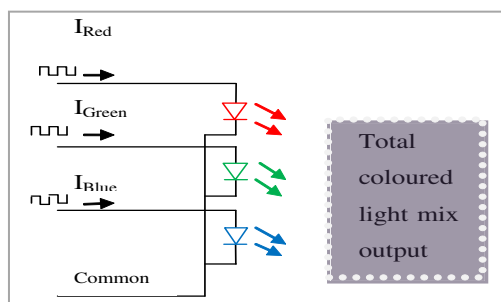 IRed
IGreen
IBlue
Common
Total
coloured
light mix
output